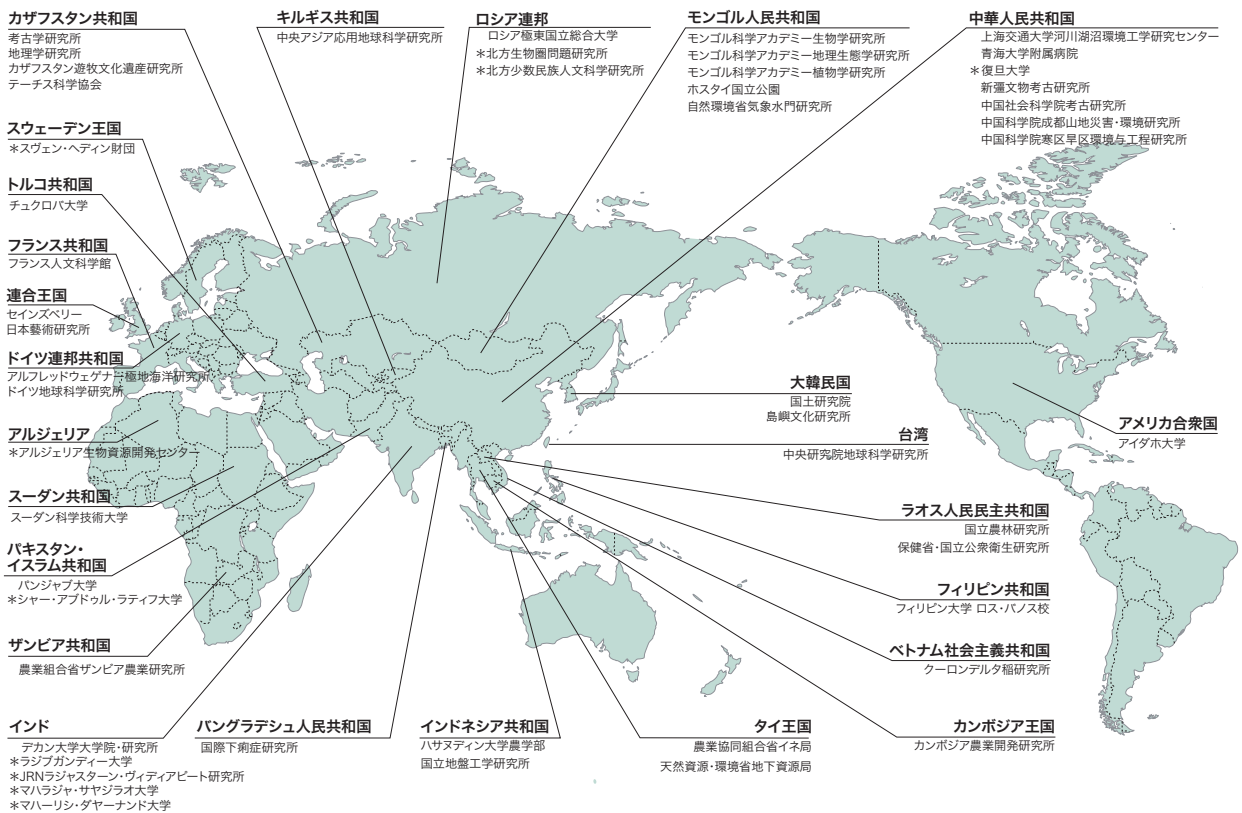 カザフスタン共和国
考古学研究所
地理学研究所
カザフスタン遊牧文化遺産研究所
テーチス科学協会
キルギス共和国
中央アジア応用地球科学研究所
ロシア連邦
ロシア極東国立総合大学
＊北方生物圏問題研究所
＊北方少数民族人文科学研究所
モンゴル人民共和国
モンゴル科学アカデミー生物学研究所
モンゴル科学アカデミー地理生態学研究所
モンゴル科学アカデミー植物学研究所
ホスタイ国立公園
自然環境省気象水門研究所
中華人民共和国
上海交通大学河川湖沼環境工学研究センター
青海大学附属病院
＊復旦大学
新彊文物考古研究所
中国社会科学院考古研究所
中国科学院成都山地災害・環境研究所
中国科学院寒区旱区環境与工程研究所
スウェーデン王国
＊スヴェン・ヘディン財団
トルコ共和国
チュクロバ大学
フランス共和国
フランス人文科学館
連合王国
セインズベリー
日本藝術研究所
ドイツ連邦共和国
アルフレッドウェゲナー極地海洋研究所
ドイツ地球科学研究所
アルジェリア
＊アルジェリア生物資源開発センター
スーダン共和国
スーダン科学技術大学
パキスタン・
イスラム共和国
パンジャブ大学
＊シャー・アブドゥル・ラティフ大学
ザンビア共和国
農業組合省ザンビア農業研究所
大韓民国
国土研究院
島嶼文化研究所
台湾
中央研究院地球科学研究所
アメリカ合衆国
アイダホ大学
ラオス人民民主共和国
国立農林研究所
保健省・国立公衆衛生研究所
フィリピン共和国
フィリピン大学 ロス・バノス校
ベトナム社会主義共和国
クーロンデルタ稲研究所
インド
デカン大学大学院・研究所
＊ラジブガンディー大学
＊JRNラジャスターン・ヴィディアピート研究所
＊マハラジャ・サヤジラオ大学
＊マハーリシ・ダヤーナンド大学
バングラデシュ人民共和国
国際下痢症研究所
インドネシア共和国
ハサヌディン大学農学部
国立地盤工学研究所
タイ王国
農業協同組合省イネ局
天然資源・環境省地下資源局
カンボジア王国
カンボジア農業開発研究所